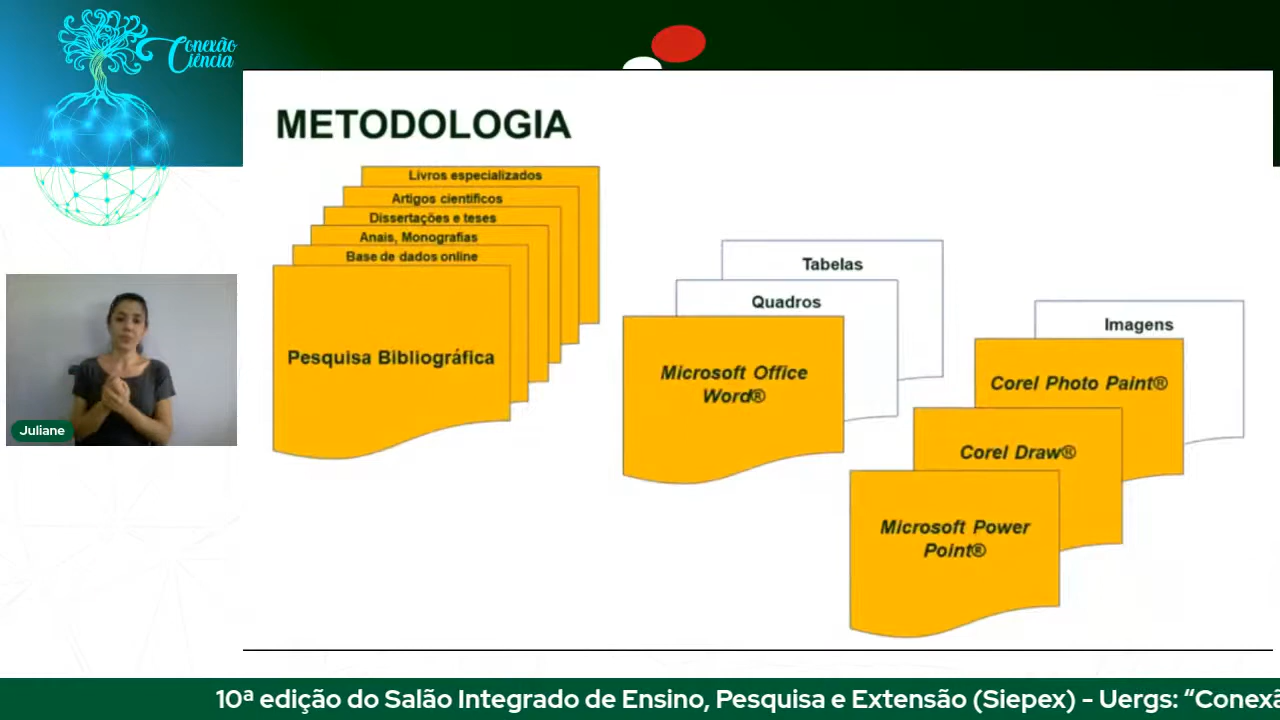 Conexão
Ciência
METODOLOGIA
Livros especializados
Artigos científicos
Dissertações e teses
Anais, Monografias
Base de dados online
Pesquisa Bibliográfica
Tabelas
Quadros
Microsoft Office
Word®
Imagens
Corel Photo Paint®
Corel Draw®
Microsoft Power
Point®
Juliane
10ª edição do Salão Integrado de Ensino, Pesquisa e Extensão (Siepex) - Uergs: “Conexã